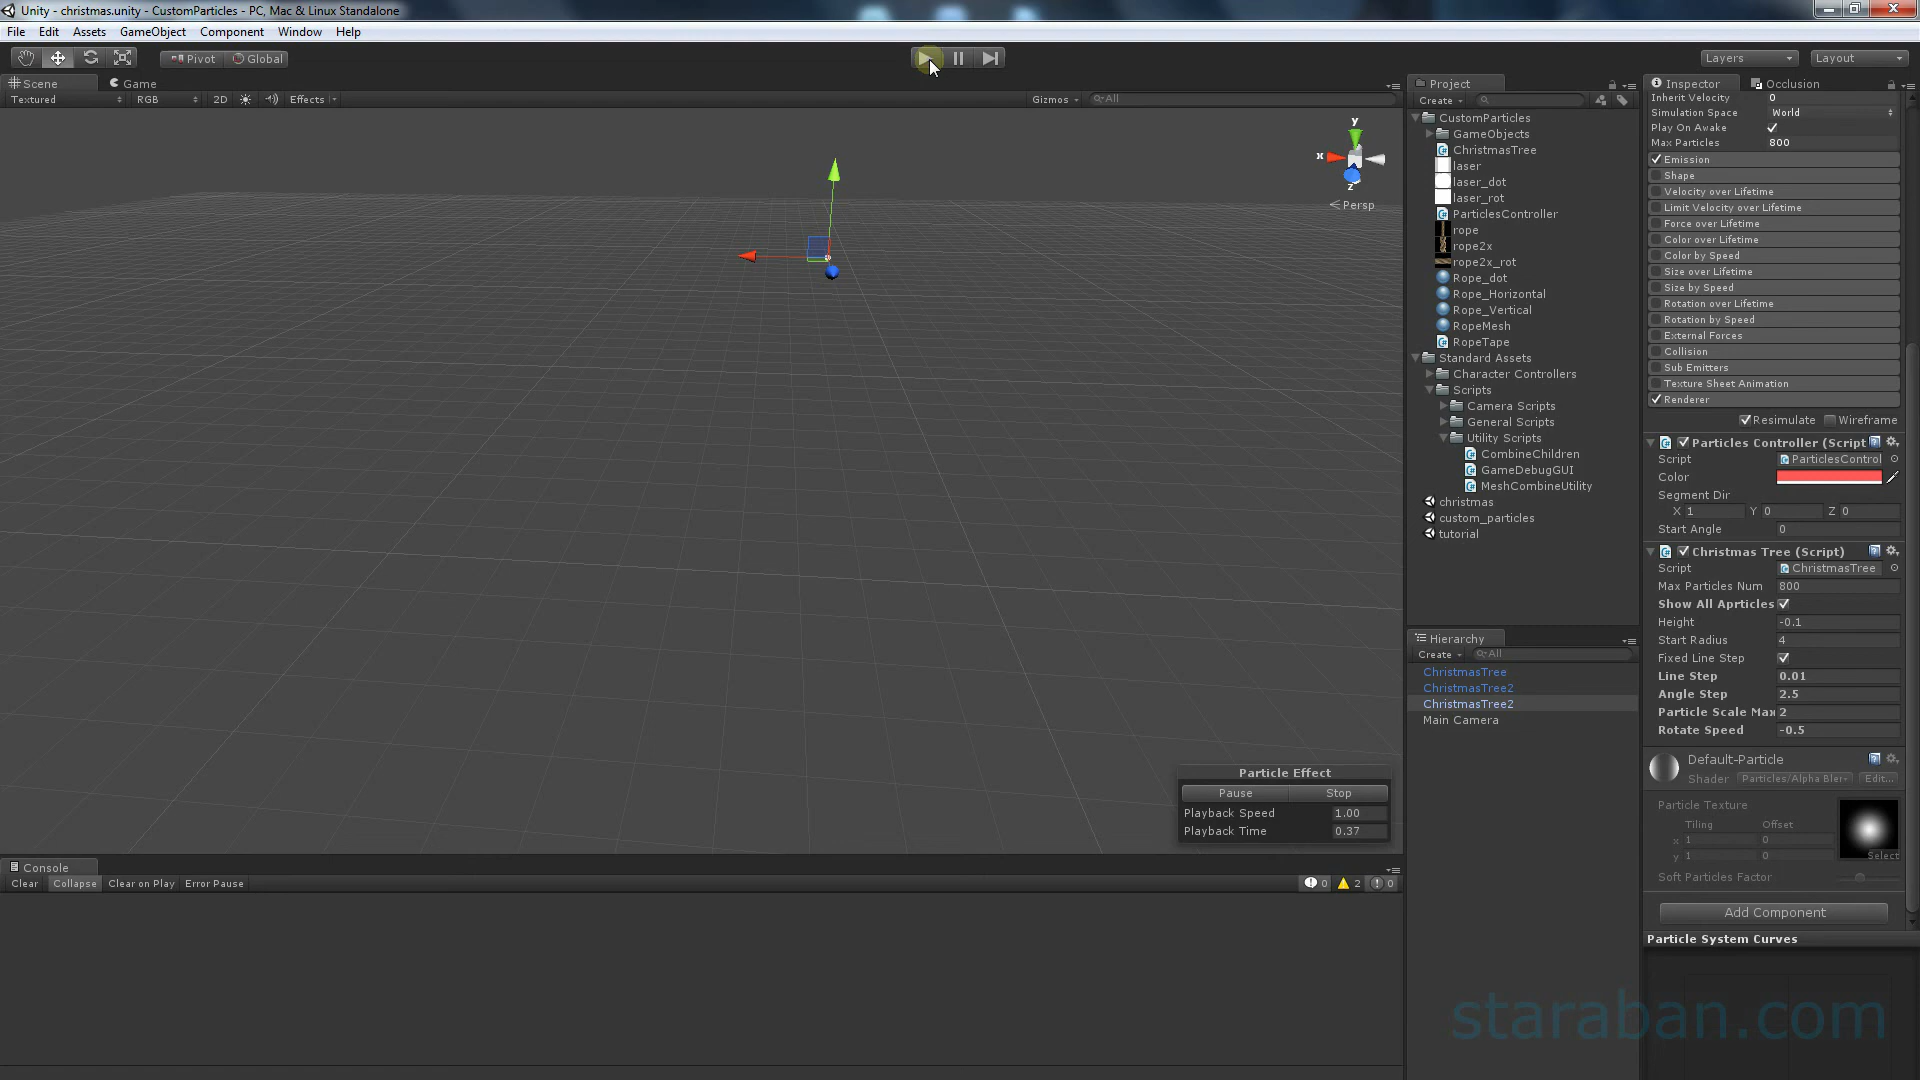 Unity - christmas.unity - CustomParticles - PC, Mac & Linux Standalone
File Edit Assets GameObject Component Window Help
Pivot Global
Layers Layout
Scene Game
Textured RGB 2D Effects Gizmos All
y
x
z
Persp
Particle Effect
Pause Stop
Playback Speed 1.00
Playback Time 0.37
Console
Clear Collapse Clear on Play Error Pause 0 2 0
Project
Create
CustomParticles
GameObjects
ChristmasTree
laser
laser_dot
laser_rot
ParticlesController
rope
rope2x
rope2x_rot
Rope_dot
Rope_Horizontal
Rope_Vertical
RopeMesh
RopeTape
Standard Assets
Character Controllers
Scripts
Camera Scripts
General Scripts
Utility Scripts
CombineChildren
GameDebugGUI
MeshCombineUtility
christmas
custom_particles
tutorial
Hierarchy
Create All
ChristmasTree
ChristmasTree2
ChristmasTree2
Main Camera
Inspector Occlusion
Inherit Velocity 0
Simulation Space World
Play On Awake
Max Particles 800
Emission
Shape
Velocity over Lifetime
Limit Velocity over Lifetime
Force over Lifetime
Color over Lifetime
Color by Speed
Size over Lifetime
Size by Speed
Rotation over Lifetime
Rotation by Speed
External Forces
Collision
Sub Emitters
Texture Sheet Animation
Renderer
Resimulate Wireframe
Particles Controller (Script
Script ParticlesControl
Color
Segment Dir
X 1 Y 0 Z 0
Start Angle 0
Christmas Tree (Script)
Script ChristmasTree
Max Particles Num 800
Show All Aprticles
Height -0.1
Start Radius 4
Fixed Line Step
Line Step 0.01
Angle Step 2.5
Particle Scale Max 2
Rotate Speed -0.5
Default-Particle
Shader Particles/Alpha Bler Edit...
Particle Texture
Tiling Offset
x 1 0
y 1 0
Select
Soft Particles Factor
Add Component
Particle System Curves
staraban.com